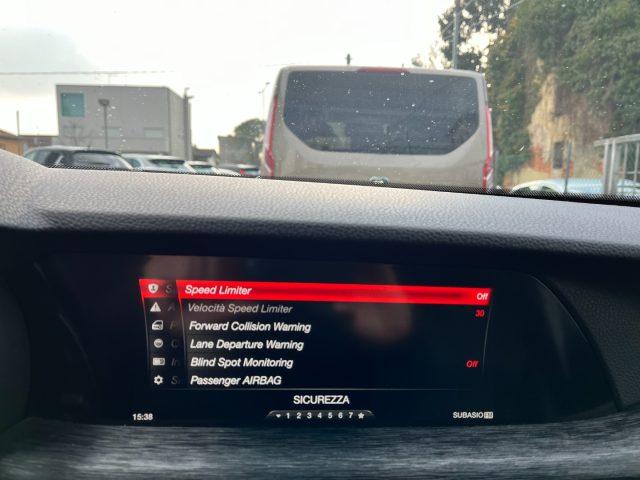 S Speed Limiter Off
A Velocità Speed Limiter 30
F Forward Collision Warning
C Lane Departure Warning
In Blind Spot Monitoring Off
S Passenger AIRBAG
SICUREZZA
15:38 1 2 3 4 5 6 7 SUBASIO